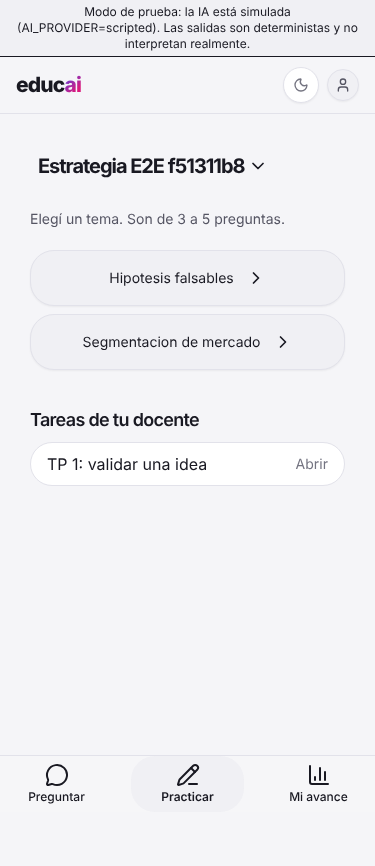 Modo de prueba: la IA está simulada
(AI_PROVIDER=scripted). Las salidas son deterministas y no
interpretan realmente.
educai
Estrategia E2E f51311b8
Elegí un tema. Son de 3 a 5 preguntas.
Hipotesis falsables
Segmentacion de mercado
Tareas de tu docente
TP 1: validar una idea Abrir
Preguntar Practicar Mi avance